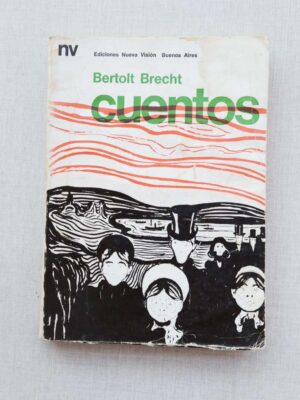 nv
Ediciones Nueva Visión Buenos Aires
Bertolt Brecht
cuentos